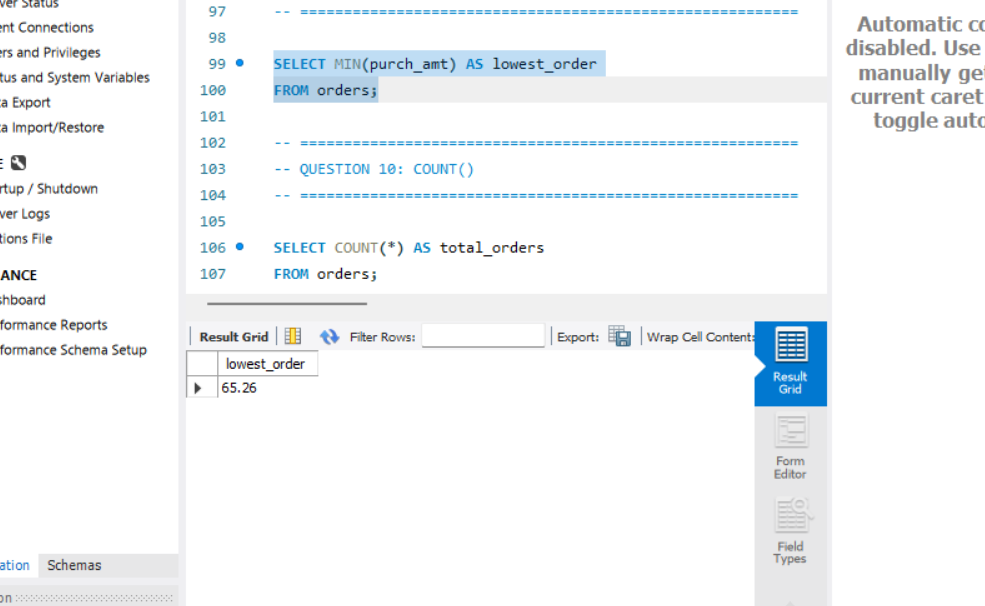 ver Status
ent Connections
ers and Privileges
tus and System Variables
ta Export
ta Import/Restore
E
rtup / Shutdown
ver Logs
tions File
ANCE
shboard
formance Reports
formance Schema Setup
ation Schemas
on
97 -- =========================================================
98
99 SELECT MIN(purch_amt) AS lowest_order
100 FROM orders;
101
102 -- =========================================================
103 -- QUESTION 10: COUNT()
104 -- =========================================================
105
106 SELECT COUNT(*) AS total_orders
107 FROM orders;
Result Grid Filter Rows: Export: Wrap Cell Content:
lowest_order
65.26
Result
Grid
Form
Editor
Field
Types
Automatic co
disabled. Use
manually get
current caret
toggle auto